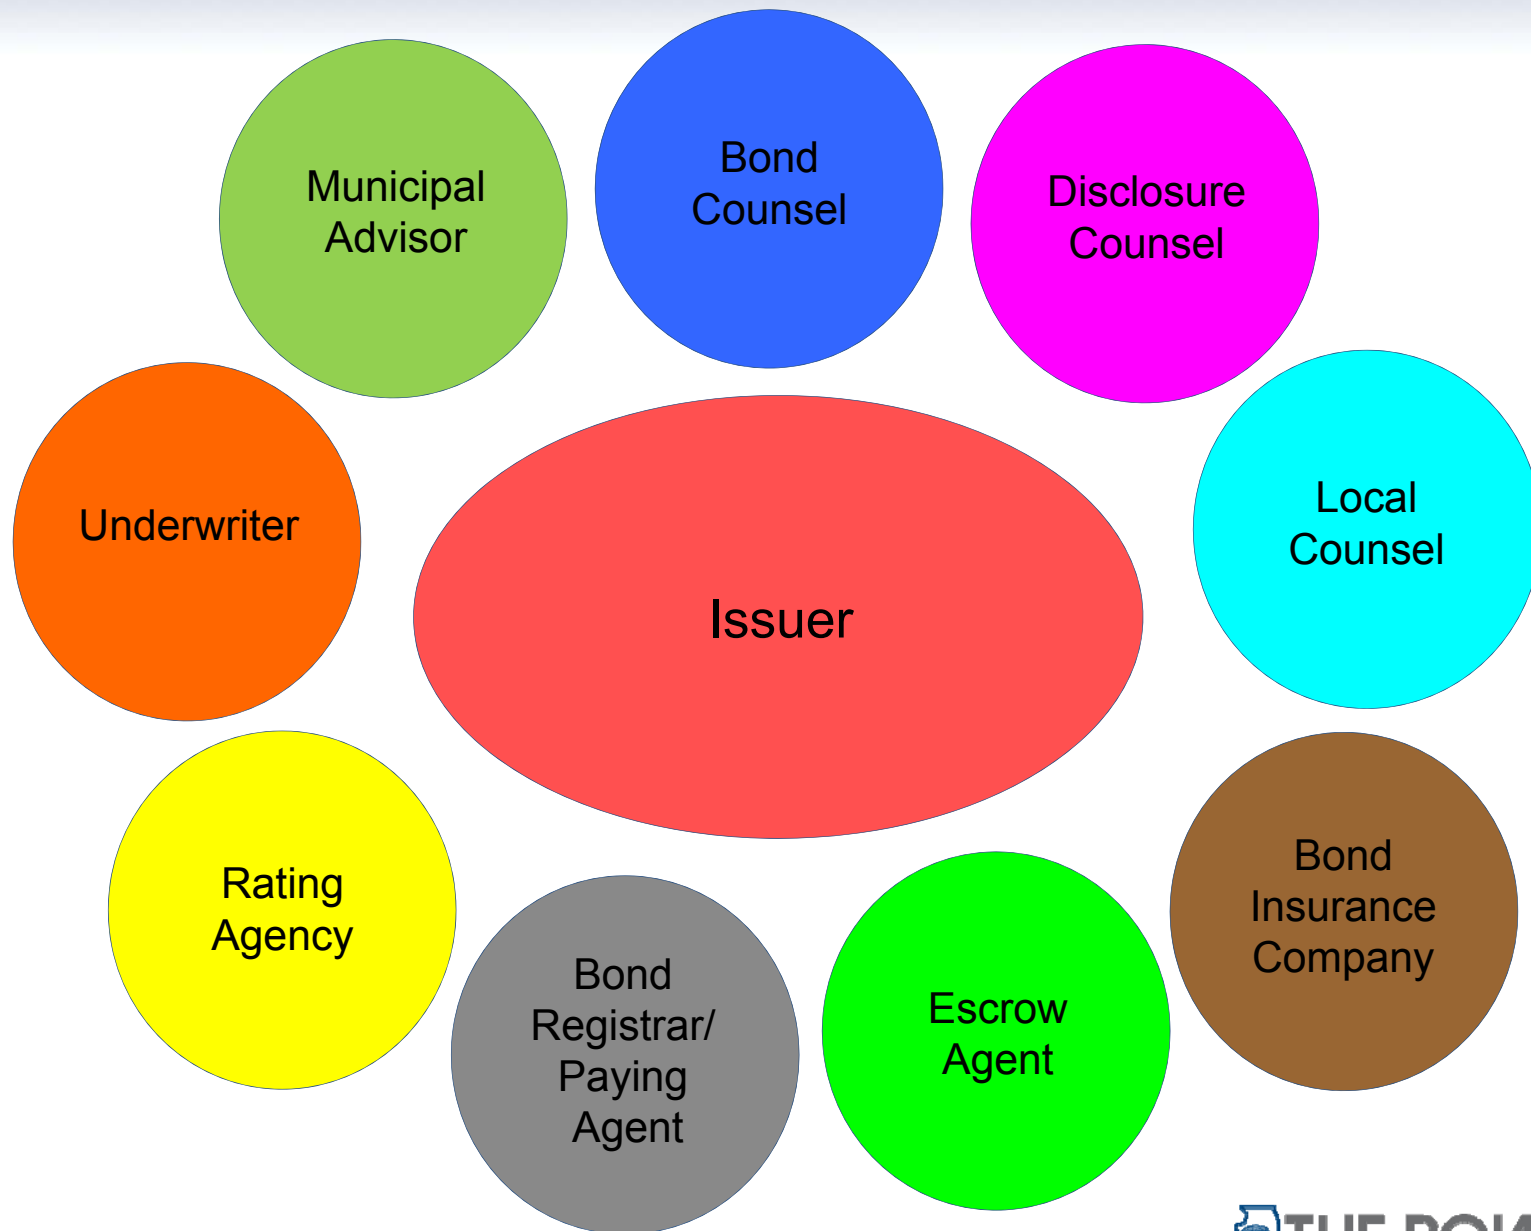 Municipal
Advisor
Bond
Counsel
Disclosure
Counsel
Underwriter
Local
Counsel
Issuer
Rating
Agency
Bond
Registrar/
Paying
Agent
Escrow
Agent
Bond
Insurance
Company
THE